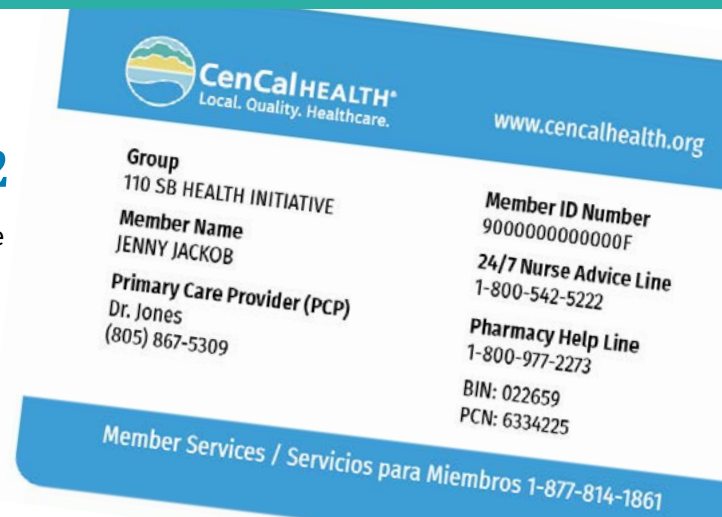 2
e
CenCalHEALTH®
Local. Quality. Healthcare.
www.cencalhealth.org
Group
110 SB HEALTH INITIATIVE
Member Name
JENNY JACKOB
Primary Care Provider (PCP)
Dr. Jones
(805) 867-5309
Member ID Number
9000000000000F
24/7 Nurse Advice Line
1-800-542-5222
Pharmacy Help Line
1-800-977-2273
BIN: 022659
PCN: 6334225
Member Services / Servicios para Miembros 1-877-814-1861